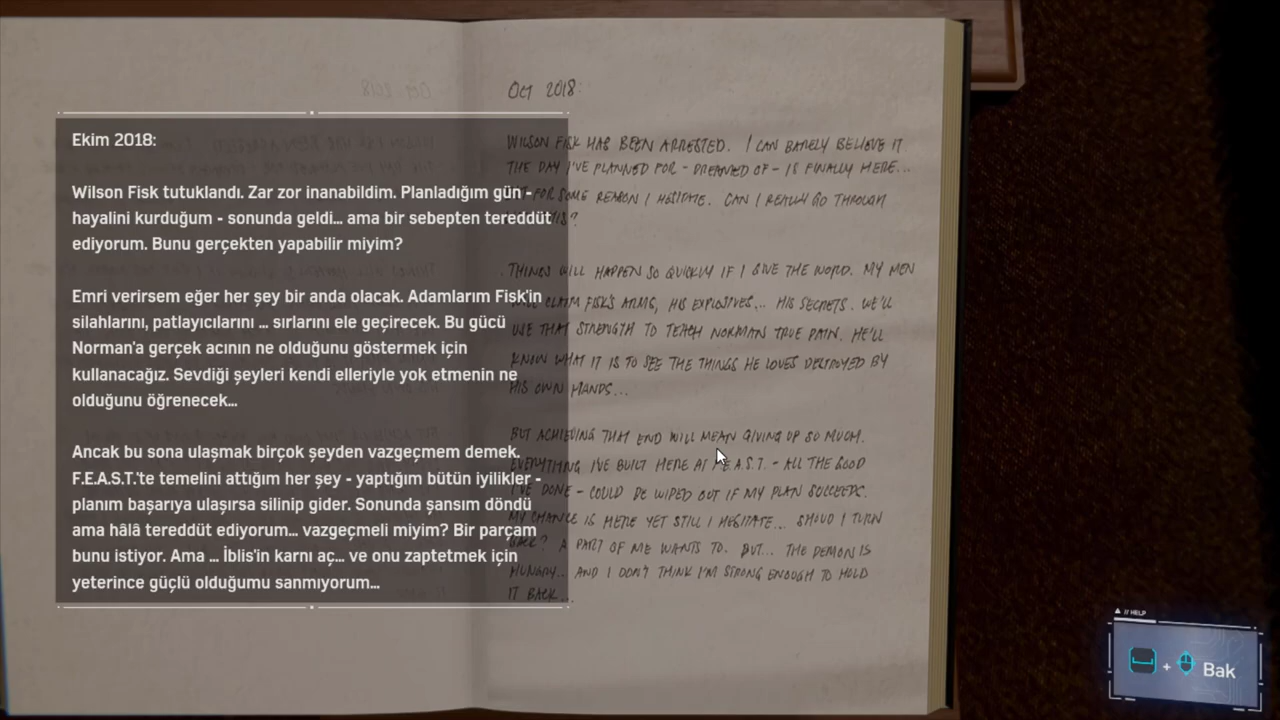 Ekim 2018:
Wilson Fisk tutuklandı. Zar zor inanabildim. Planladığım gün -
hayalini kurduğum - sonunda geldi... ama bir sebepten tereddüt
ediyorum. Bunu gerçekten yapabilir miyim?
Emri verirsem eğer her şey bir anda olacak. Adamlarım Fisk'in
silahlarını, patlayıcılarını ... sırlarını ele geçirecek. Bu gücü
Norman'a gerçek acının ne olduğunu göstermek için
kullanacağız. Sevdiği şeyleri kendi elleriyle yok etmenin ne
olduğunu öğrenecek...
Ancak bu sona ulaşmak birçok şeyden vazgeçmem demek.
F.E.A.S.T.'te temelini attığım her şey - yaptığım bütün iyilikler -
planım başarıya ulaşırsa silinip gider. Sonunda şansım döndü
ama hâlâ tereddüt ediyorum... vazgeçmeli miyim? Bir parçam
bunu istiyor. Ama ... İblis'in karnı aç... ve onu zaptetmek için
yeterince güçlü olduğumu sanmıyorum...
OCT 2018:
WILSON FISK HAS BEEN ARRESTED. I CAN BARELY BELIEVE IT
THE DAY I'VE PLANNED FOR - DREAMED OF - IS FINALLY HERE...
FOR SOME REASON I HESITATE. CAN I REALLY GO THROUGH
THIS?
THINGS WILL HAPPEN SO QUICKLY IF I GIVE THE WORD. MY MEN
WILL CLAIM FISK'S ARMS, HIS EXPLOSIVES... HIS SECRETS. WE'LL
USE THAT STRENGTH TO TEACH NORMAN TRUE PAIN. HE'LL
KNOW WHAT IT IS TO SEE THE THINGS HE LOVES DESTROYED BY
HIS OWN HANDS...
BUT ACHIEVING THAT END WILL MEAN GIVING UP SO MUCH.
EVERYTHING I'VE BUILT HERE AT F.E.A.S.T. - ALL THE GOOD
I'VE DONE - COULD BE WIPED OUT IF MY PLAN SUCCEEDS.
MY CHANCE IS HERE YET STILL I HESITATE... SHOUD I TURN
BACK? A PART OF ME WANTS TO. BUT... THE DEMON IS
HUNGRY... AND I DON'T THINK I'M STRONG ENOUGH TO HOLD
IT BACK...
// HELP
+ Bak